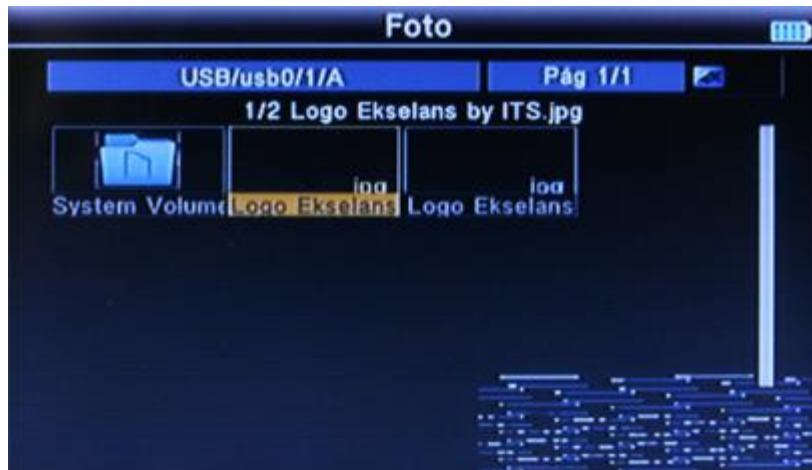 Foto
USB/usb0/1/A Pág 1/1
1/2 Logo Ekselans by ITS.jpg
jpg jpg
System Volume Logo Ekselans Logo Ekselans